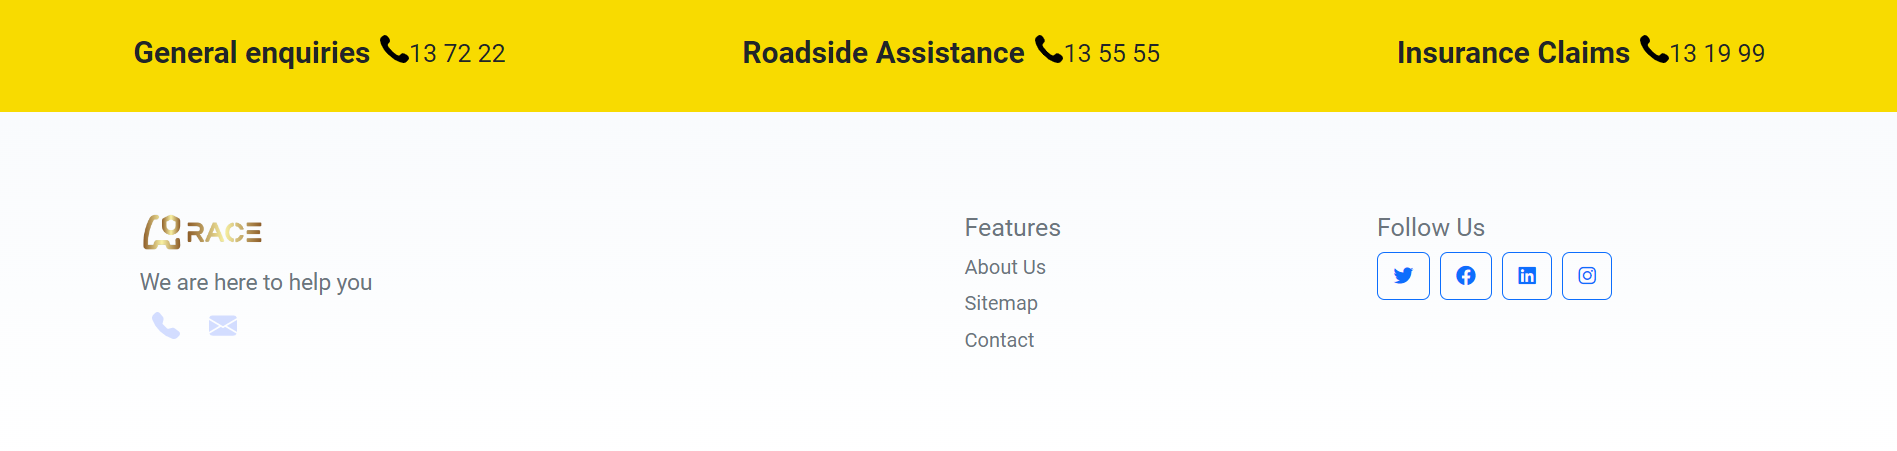 General enquiries 13 72 22
Roadside Assistance 13 55 55
Insurance Claims 13 19 99
RACE
We are here to help you
Features
About Us
Sitemap
Contact
Follow Us